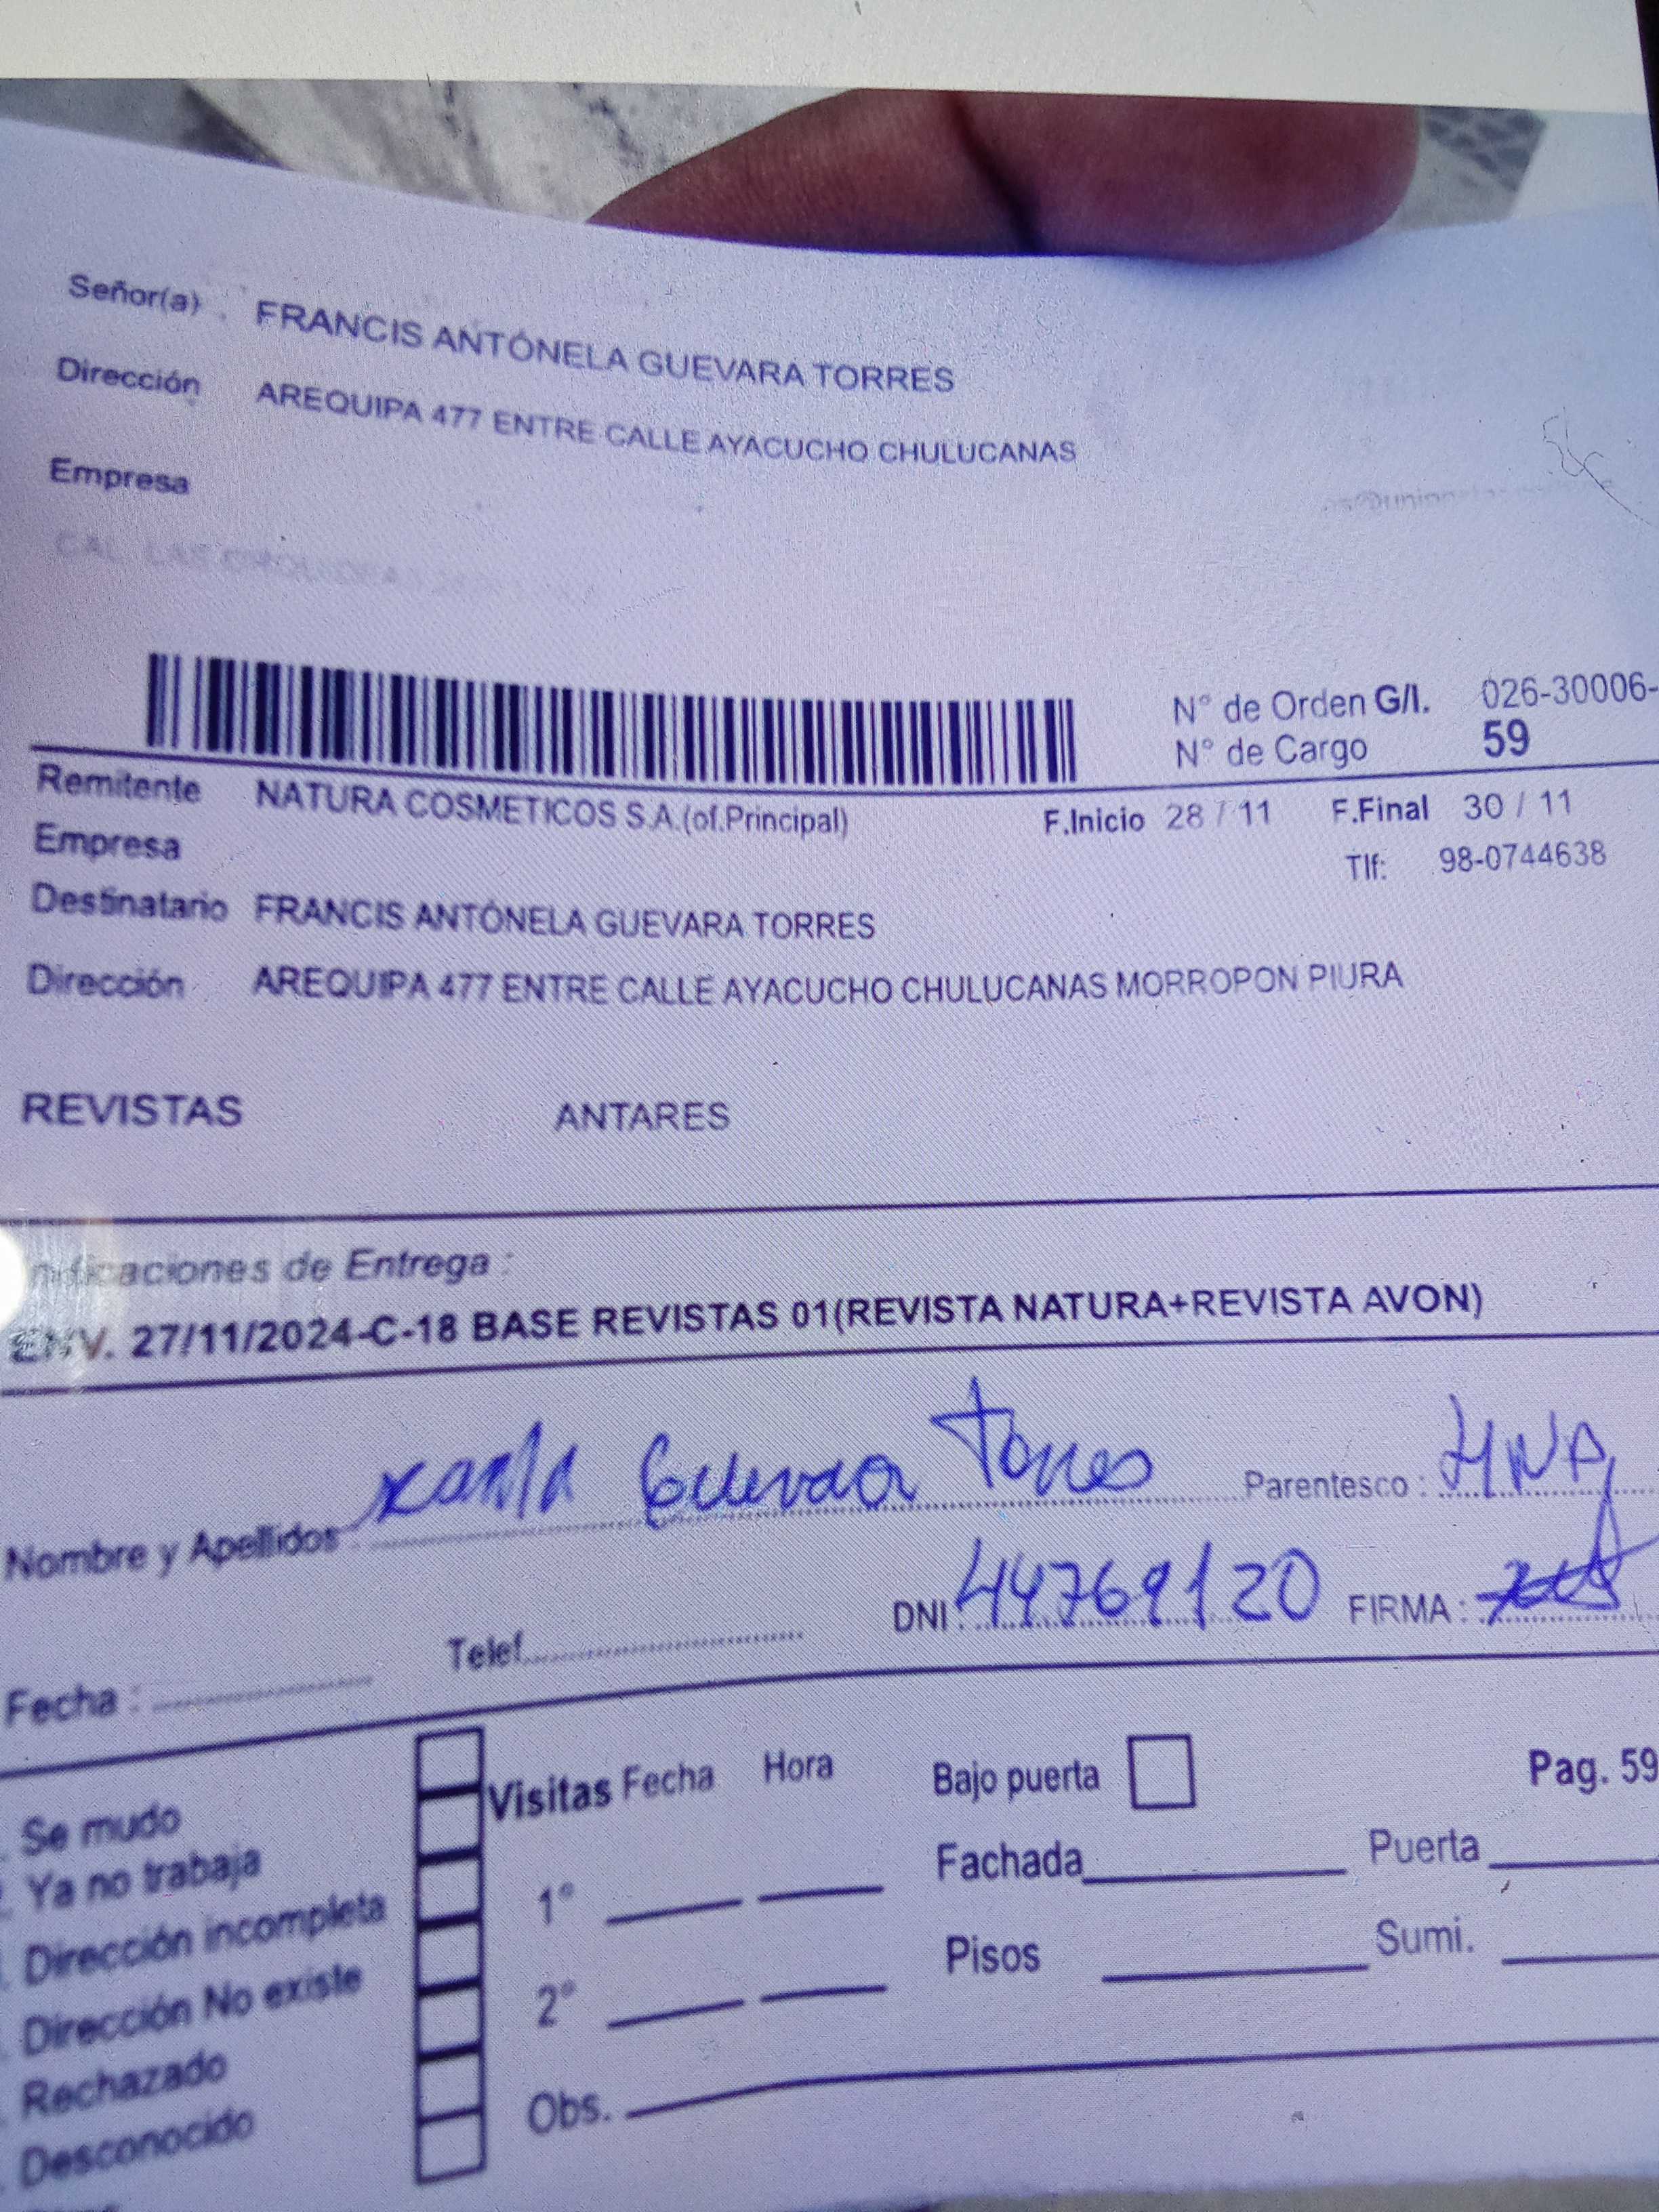 Señor(a) . FRANCIS ANTÓNELA GUEVARA TORRES
Dirección AREQUIPA 477 ENTRE CALLE AYACUCHO CHULUCANAS
Empresa
CAL. LAS
N° de Orden G/I. 026-30006-
N° de Cargo 59
Remitente NATURA COSMETICOS S.A.(of.Principal) F.Inicio 28 / 11 F.Final 30 / 11
Empresa Tlf: 98-0744638
Destinatario FRANCIS ANTÓNELA GUEVARA TORRES
Dirección AREQUIPA 477 ENTRE CALLE AYACUCHO CHULUCANAS MORROPON PIURA
REVISTAS ANTARES
de Entrega :
ENV. 27/11/2024-C-18 BASE REVISTAS 01(REVISTA NATURA+REVISTA AVON)
Nombre y Apellidos : Karla Guevara Torres Parentesco :
Fecha : Telef. DNI : 44769120 FIRMA :
Se mudo
Ya no trabaja
Dirección incompleta
Dirección No existe
Rechazado
Desconocido
Visitas Fecha Hora
1°
2°
Obs.
Bajo puerta Pag. 59
Fachada Puerta
Pisos Sumi.